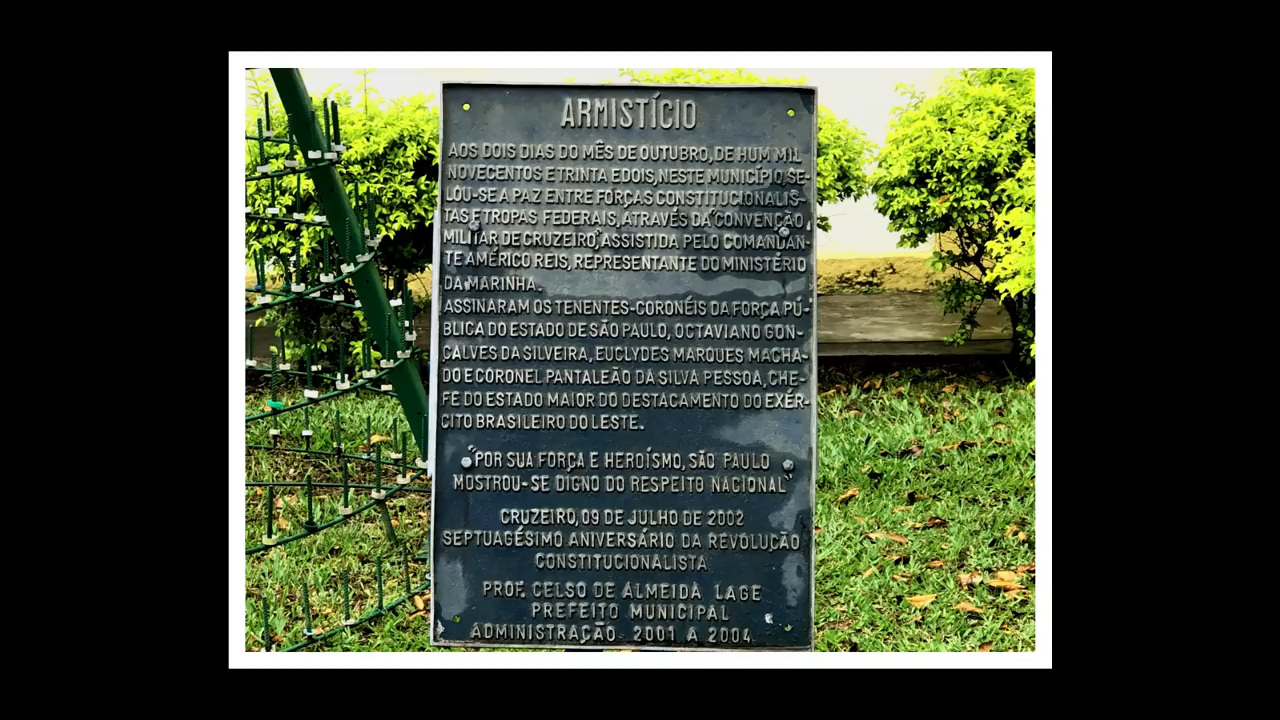 ARMISTÍCIO
AOS DOIS DIAS DO MÊS DE OUTUBRO, DE HUM MIL
NOVECENTOS E TRINTA E DOIS, NESTE MUNICÍPIO, SE-
LOU-SE A PAZ ENTRE FORÇAS CONSTITUCIONALIS-
TAS E TROPAS FEDERAIS, ATRAVÉS DA "CONVENÇÃO
MILITAR DE CRUZEIRO", ASSISTIDA PELO COMANDAN-
TE AMÉRICO REIS, REPRESENTANTE DO MINISTÉRIO
DA MARINHA.
ASSINARAM OS TENENTES-CORONÉIS DA FORÇA PÚ-
BLICA DO ESTADO DE SÃO PAULO, OCTAVIANO GON-
ÇALVES DA SILVEIRA, EUCLYDES MARQUES MACHA-
DO E CORONEL PANTALEÃO DA SILVA PESSOA, CHE-
FE DO ESTADO MAIOR DO DESTACAMENTO DO EXÉR-
CITO BRASILEIRO DO LESTE.
"POR SUA FORÇA E HEROÍSMO, SÃO PAULO
MOSTROU-SE DIGNO DO RESPEITO NACIONAL"
CRUZEIRO, 09 DE JULHO DE 2002
SEPTUAGÉSIMO ANIVERSÁRIO DA REVOLUÇÃO
CONSTITUCIONALISTA
PROF. CELSO DE ALMEIDA LAGE
PREFEITO MUNICIPAL
ADMINISTRAÇÃO 2001 A 2004